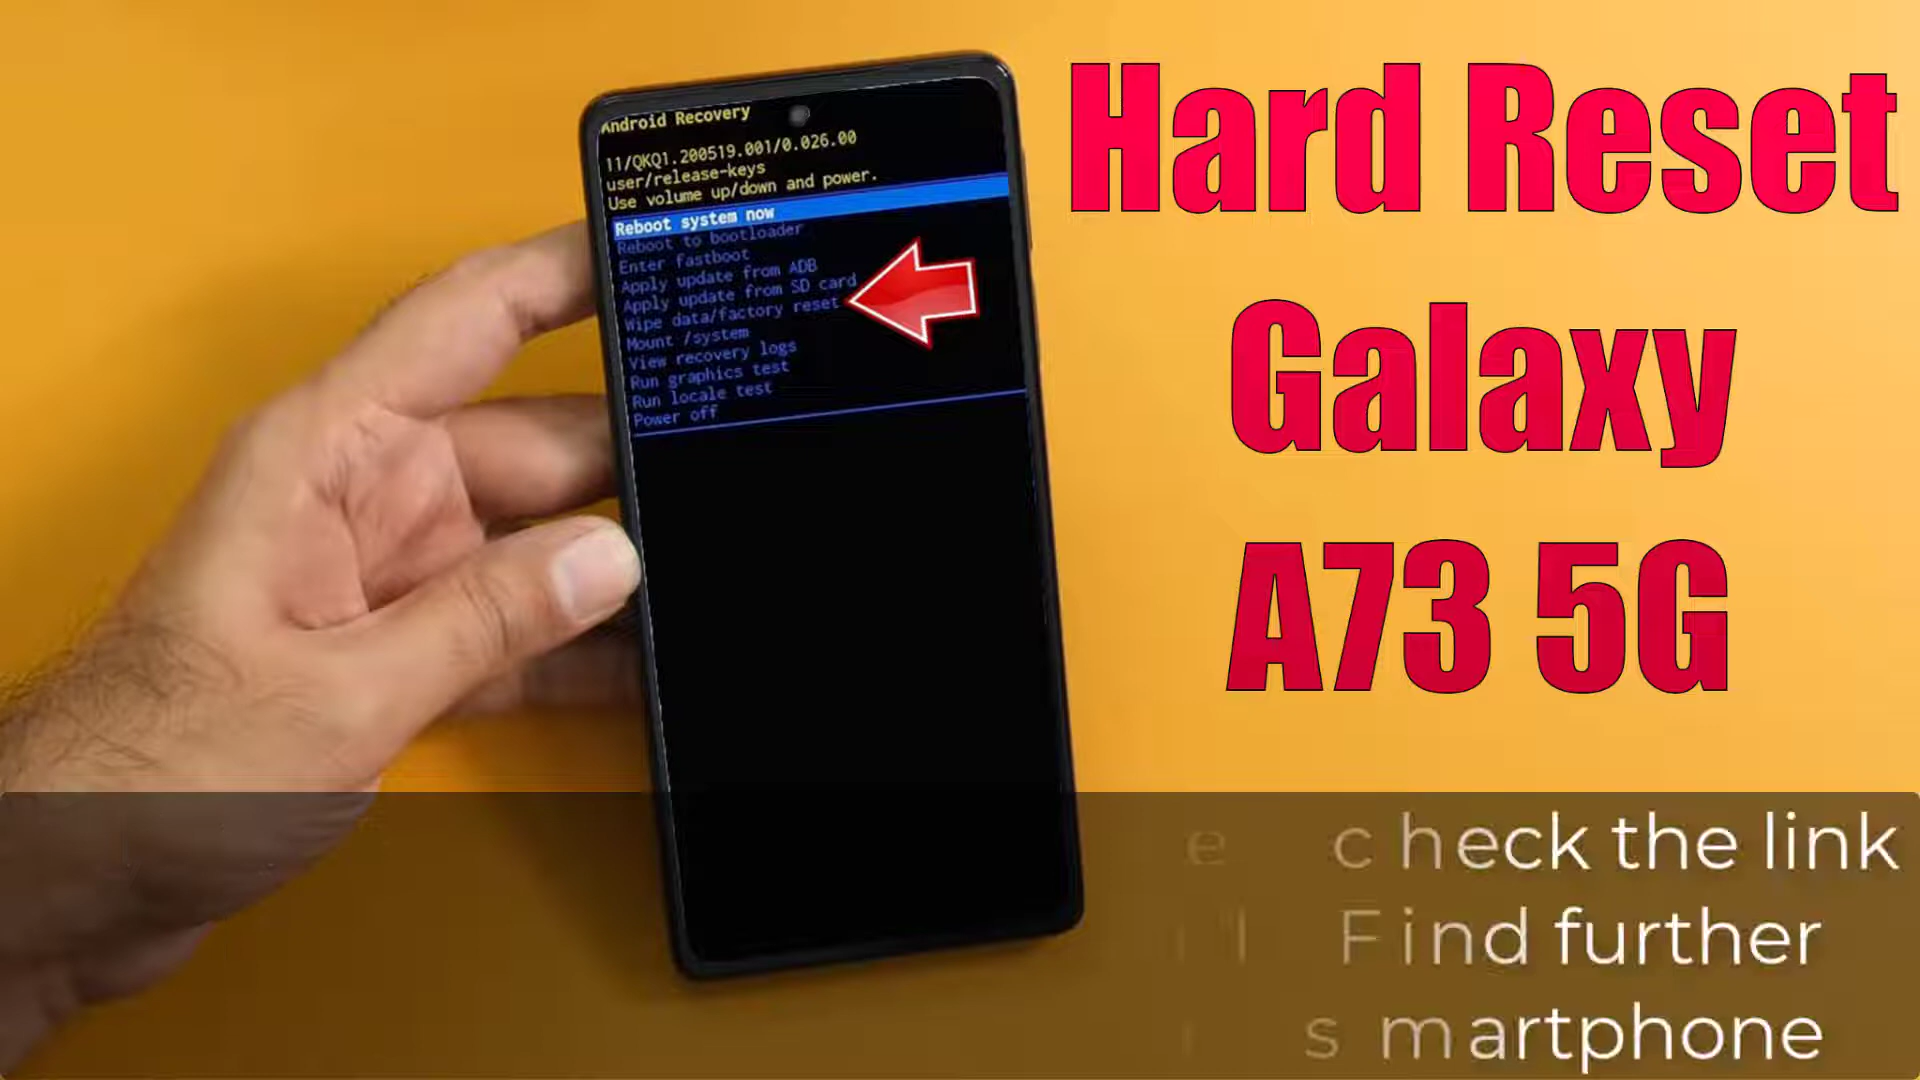 Android Recovery
11/QKQ1.200519.001/0.026.00
user/release-keys
Use volume up/down and power.
Reboot system now
Reboot to bootloader
Enter fastboot
Apply update from ADB
Apply update from SD card
Wipe data/factory reset
Mount /system
View recovery logs
Run graphics test
Run locale test
Power off
Hard Reset
Galaxy
A73 5G
check the link
Find further
smartphone